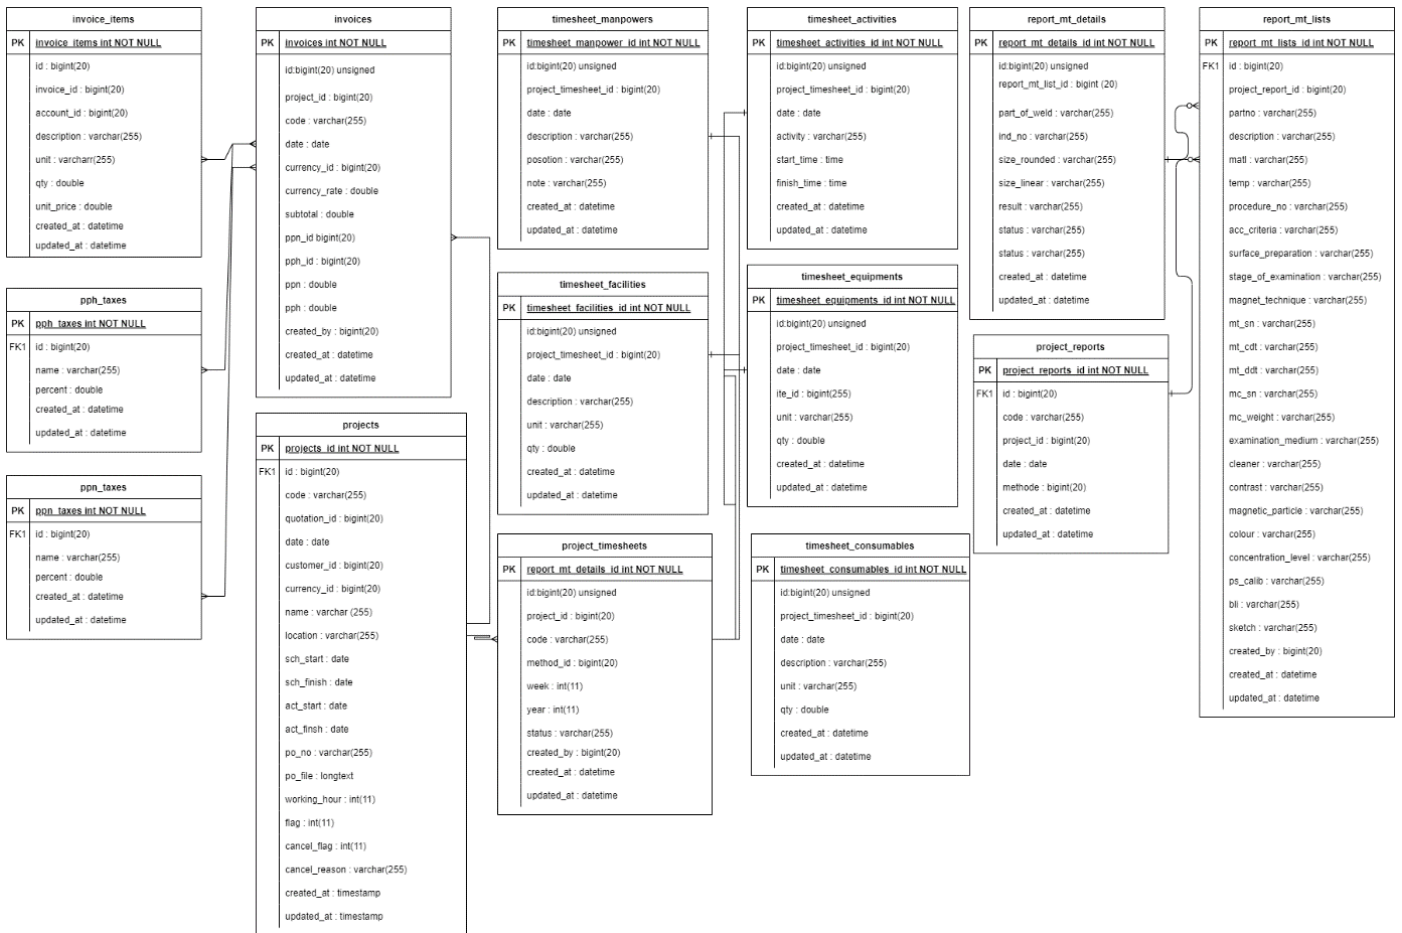 invoice_items
PK invoice_items int NOT NULL
id : bigint(20)
invoice_id : bigint(20)
account_id : bigint(20)
description : varchar(255)
unit : varcharr(255)
qty : double
unit_price : double
created_at : datetime
updated_at : datetime
pph_taxes
PK pph_taxes int NOT NULL
FK1 id : bigint(20)
name : varchar(255)
percent : double
created_at : datetime
updated_at : datetime
ppn_taxes
PK ppn_taxes int NOT NULL
FK1 id : bigint(20)
name : varchar(255)
percent : double
created_at : datetime
updated_at : datetime
invoices
PK invoices int NOT NULL
id:bigint(20) unsigned
project_id : bigint(20)
code : varchar(255)
date : date
currency_id : bigint(20)
currency_rate : double
subtotal : double
ppn_id bigint(20)
pph_id : bigint(20)
ppn : double
pph : double
created_by : bigint(20)
created_at : datetime
updated_at : datetime
projects
PK projects_id int NOT NULL
FK1 id : bigint(20)
code : varchar(255)
quotation_id : bigint(20)
date : date
customer_id : bigint(20)
currency_id : bigint(20)
name : varchar (255)
location : varchar(255)
sch_start : date
sch_finish : date
act_start : date
act_finsh : date
po_no : varchar(255)
po_file : longtext
working_hour : int(11)
flag : int(11)
cancel_flag : int(11)
cancel_reason : varchar(255)
created_at : timestamp
updated_at : timestamp
timesheet_manpowers
PK timesheet_manpower_id int NOT NULL
id:bigint(20) unsigned
project_timesheet_id : bigint(20)
date : date
description : varchar(255)
posotion : varchar(255)
note : varchar(255)
created_at : datetime
updated_at : datetime
timesheet_facilities
PK timesheet_facilities_id int NOT NULL
id:bigint(20) unsigned
project_timesheet_id : bigint(20)
date : date
description : varchar(255)
unit : varchar(255)
qty : double
created_at : datetime
updated_at : datetime
project_timesheets
PK report_mt_details_id int NOT NULL
id:bigint(20) unsigned
project_id : bigint(20)
code : varchar(255)
method_id : bigint(20)
week : int(11)
year : int(11)
status : varchar(255)
created_by : bigint(20)
created_at : datetime
updated_at : datetime
timesheet_activities
PK timesheet_activities_id int NOT NULL
id:bigint(20) unsigned
project_timesheet_id : bigint(20)
date : date
activity : varchar(255)
start_time : time
finish_time : time
created_at : datetime
updated_at : datetime
timesheet_equipments
PK timesheet_equipments_id int NOT NULL
id:bigint(20) unsigned
project_timesheet_id : bigint(20)
date : date
ite_id : bigint(255)
unit : varchar(255)
qty : double
created_at : datetime
updated_at : datetime
timesheet_consumables
PK timesheet_consumables_id int NOT NULL
id:bigint(20) unsigned
project_timesheet_id : bigint(20)
date : date
description : varchar(255)
unit : varchar(255)
qty : double
created_at : datetime
updated_at : datetime
report_mt_details
PK report_mt_details_id int NOT NULL
id:bigint(20) unsigned
report_mt_list_id : bigint (20)
part_of_weld : varchar(255)
ind_no : varchar(255)
size_rounded : varchar(255)
size_linear : varchar(255)
result : varchar(255)
status : varchar(255)
status : varchar(255)
created_at : datetime
updated_at : datetime
project_reports
PK project_reports_id int NOT NULL
FK1 id : bigint(20)
code : varchar(255)
project_id : bigint(20)
date : date
methode : bigint(20)
created_at : datetime
updated_at : datetime
report_mt_lists
PK report_mt_lists_id int NOT NULL
FK1 id : bigint(20)
project_report_id : bigint(20)
partno : varchar(255)
description : varchar(255)
matl : varchar(255)
temp : varchar(255)
procedure_no : varchar(255)
acc_criteria : varchar(255)
surface_preparation : varchar(255)
stage_of_examination : varchar(255)
magnet_technique : varchar(255)
mt_sn : varchar(255)
mt_cdt : varchar(255)
mt_ddt : varchar(255)
mc_sn : varchar(255)
mc_weight : varchar(255)
examination_medium : varchar(255)
cleaner : varchar(255)
contrast : varchar(255)
magnetic_particle : varchar(255)
colour : varchar(255)
concentration_level : varchar(255)
ps_calib : varchar(255)
bli : varchar(255)
sketch : varchar(255)
created_by : bigint(20)
created_at : datetime
updated_at : datetime